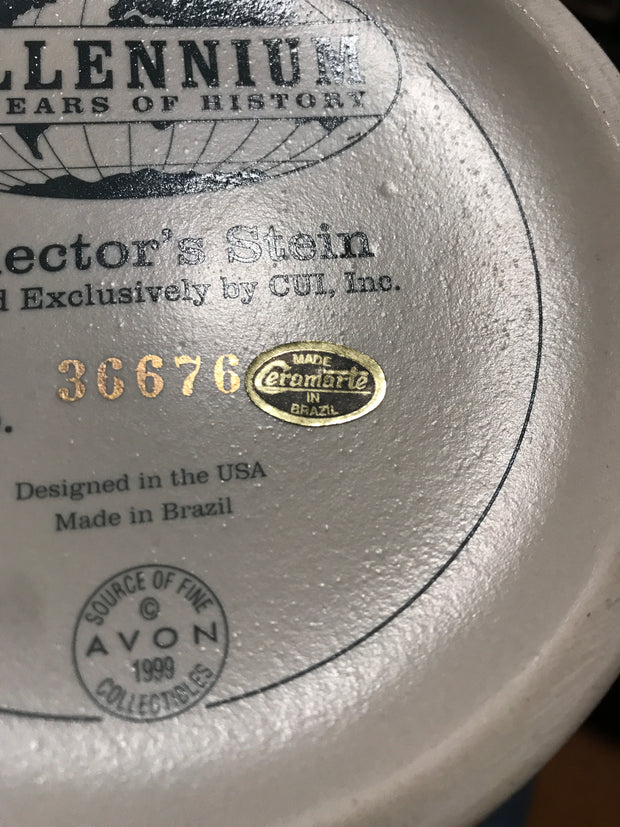 LLENNIUM
EARS OF HISTORY
lector's Stein
d Exclusively by CUI, Inc.
36676
MADE
Ceramarte
IN
BRAZIL
.
Designed in the USA
Made in Brazil
SOURCE OF FINE
©
AVON
1999
COLLECTIBLES